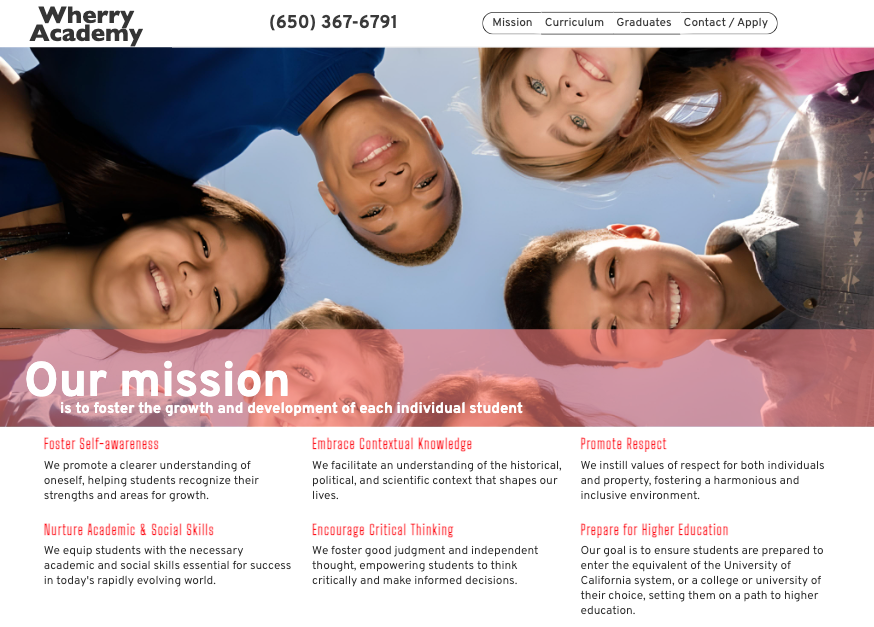 Wherry
Academy
(650) 367-6791
Mission Curriculum Graduates Contact / Apply
Our mission
is to foster the growth and development of each individual student
Foster Self-awareness
We promote a clearer understanding of
oneself, helping students recognize their
strengths and areas for growth.
Embrace Contextual Knowledge
We facilitate an understanding of the historical,
political, and scientific context that shapes our
lives.
Promote Respect
We instill values of respect for both individuals
and property, fostering a harmonious and
inclusive environment.
Nurture Academic & Social Skills
We equip students with the necessary
academic and social skills essential for success
in today's rapidly evolving world.
Encourage Critical Thinking
We foster good judgment and independent
thought, empowering students to think
critically and make informed decisions.
Prepare for Higher Education
Our goal is to ensure students are prepared to
enter the equivalent of the University of
California system, or a college or university of
their choice, setting them on a path to higher
education.